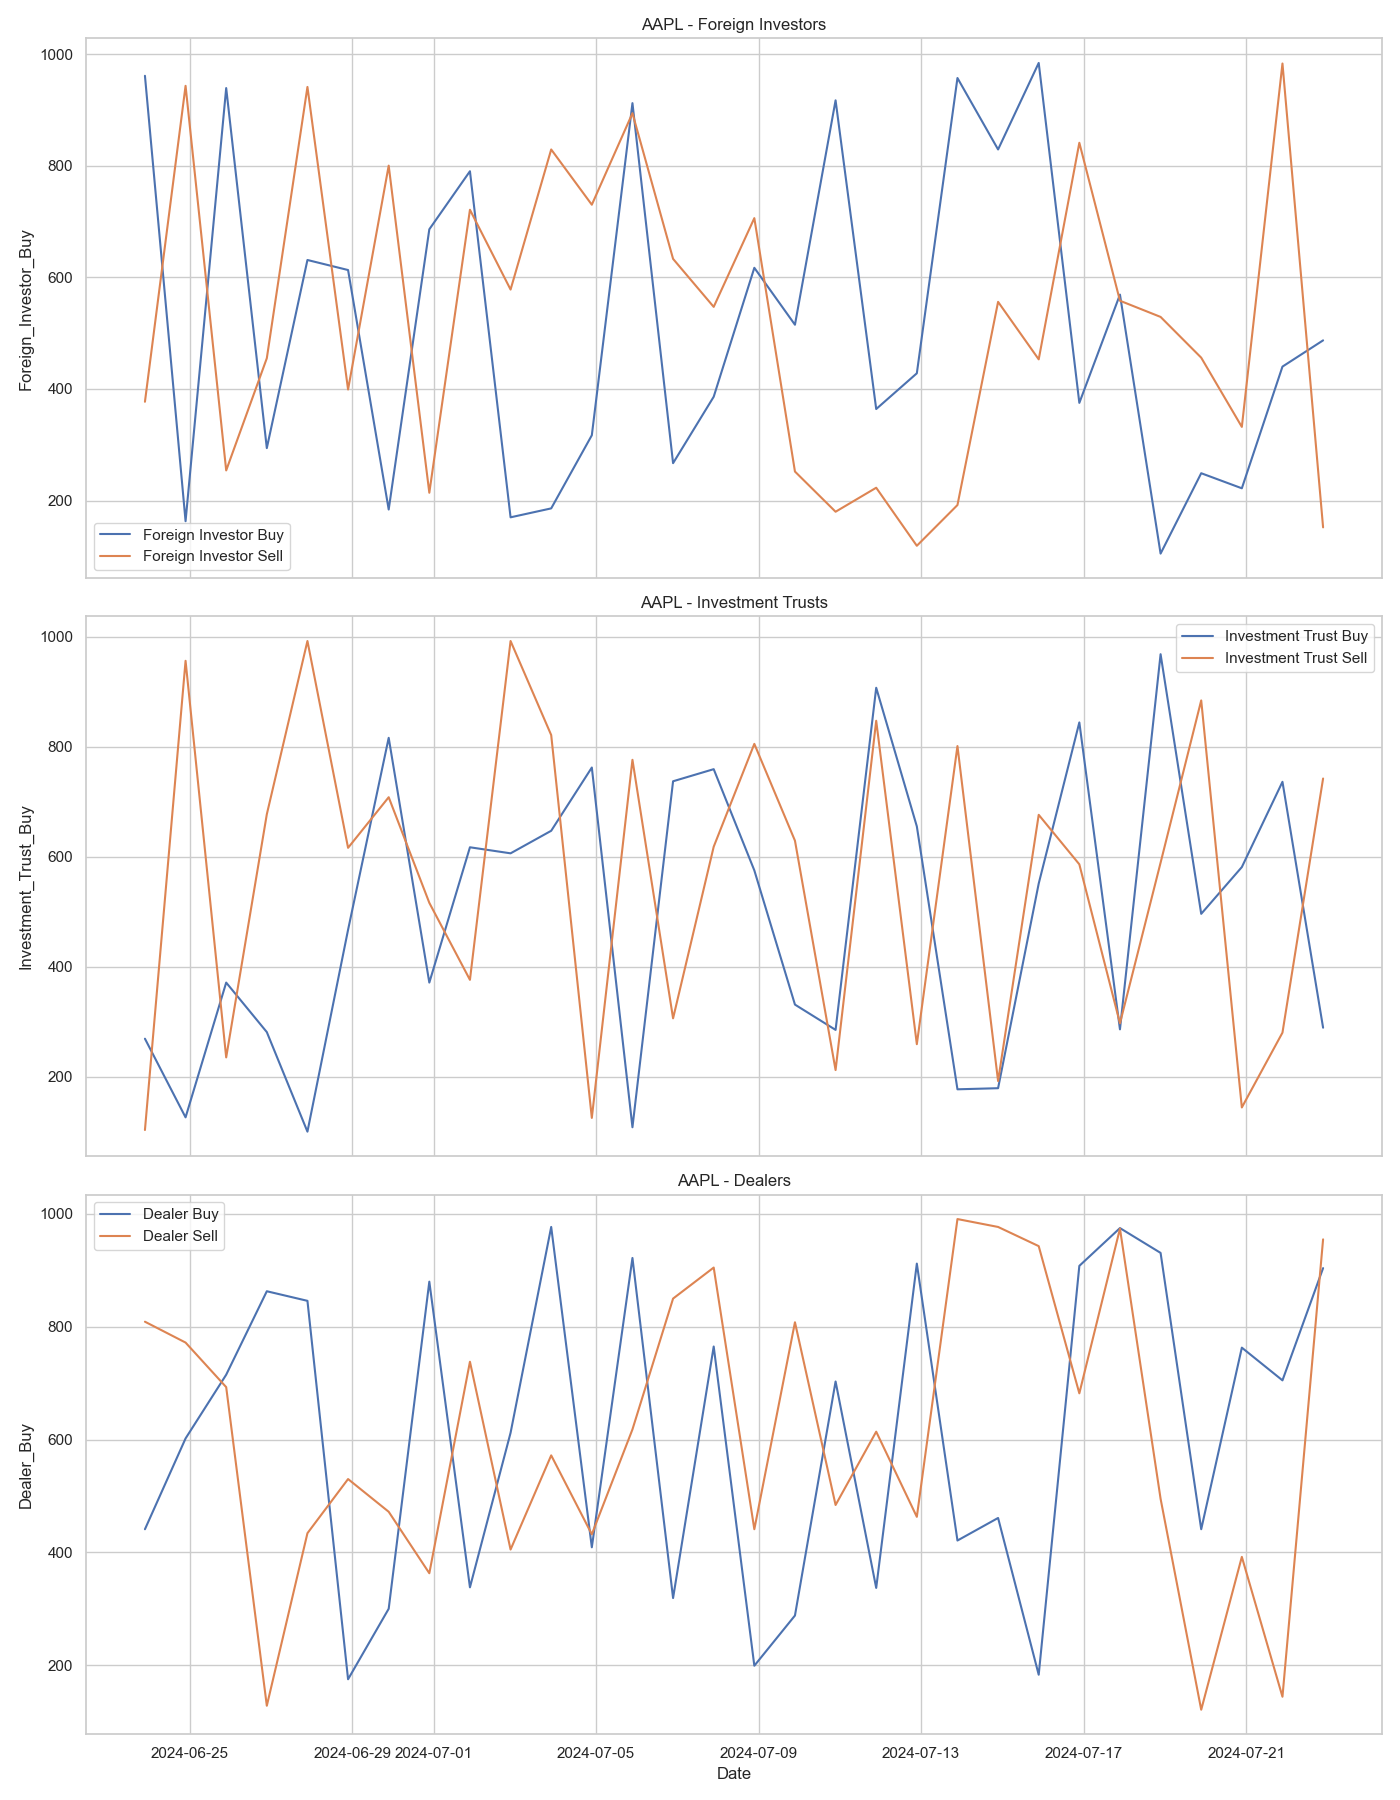 AAPL - Foreign Investors
1000
800
600
400
200
Foreign_Investor_Buy
Foreign Investor Buy
Foreign Investor Sell
AAPL - Investment Trusts
1000
800
600
400
200
Investment_Trust_Buy
Investment Trust Buy
Investment Trust Sell
AAPL - Dealers
1000
800
600
400
200
Dealer_Buy
Dealer Buy
Dealer Sell
2024-06-25 2024-06-29 2024-07-01 2024-07-05 2024-07-09 2024-07-13 2024-07-17 2024-07-21
Date